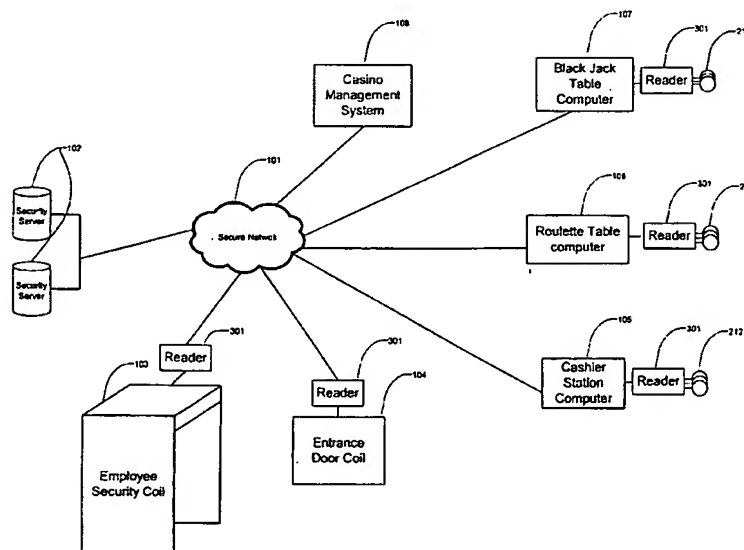 108
Casino
Management
System
107
Black Jack
Table
Computer
301
Reader
102
Security
Server
Security
Server
101
Secure Network
106
Roulette Table
computer
301
Reader
301
Reader
103
Employee
Security Coil
301
Reader
104
Entrance
Door Coil
105
Cashier
Station
Computer
301
Reader
212